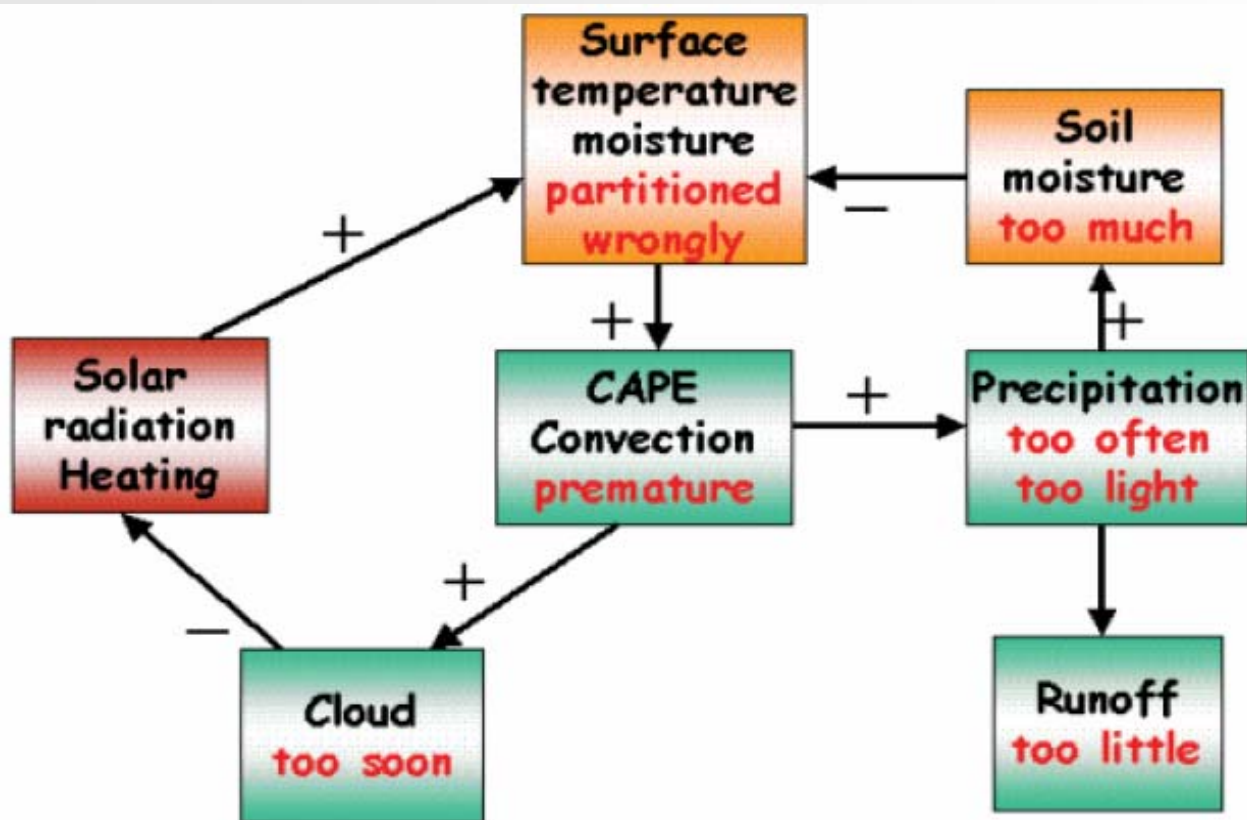 Surface
temperature
moisture
partitioned
wrongly
Soil
moisture
too much
+
−
+
+
Solar
radiation
Heating
CAPE
Convection
premature
+
Precipitation
too often
too light
+
−
Cloud
too soon
Runoff
too little